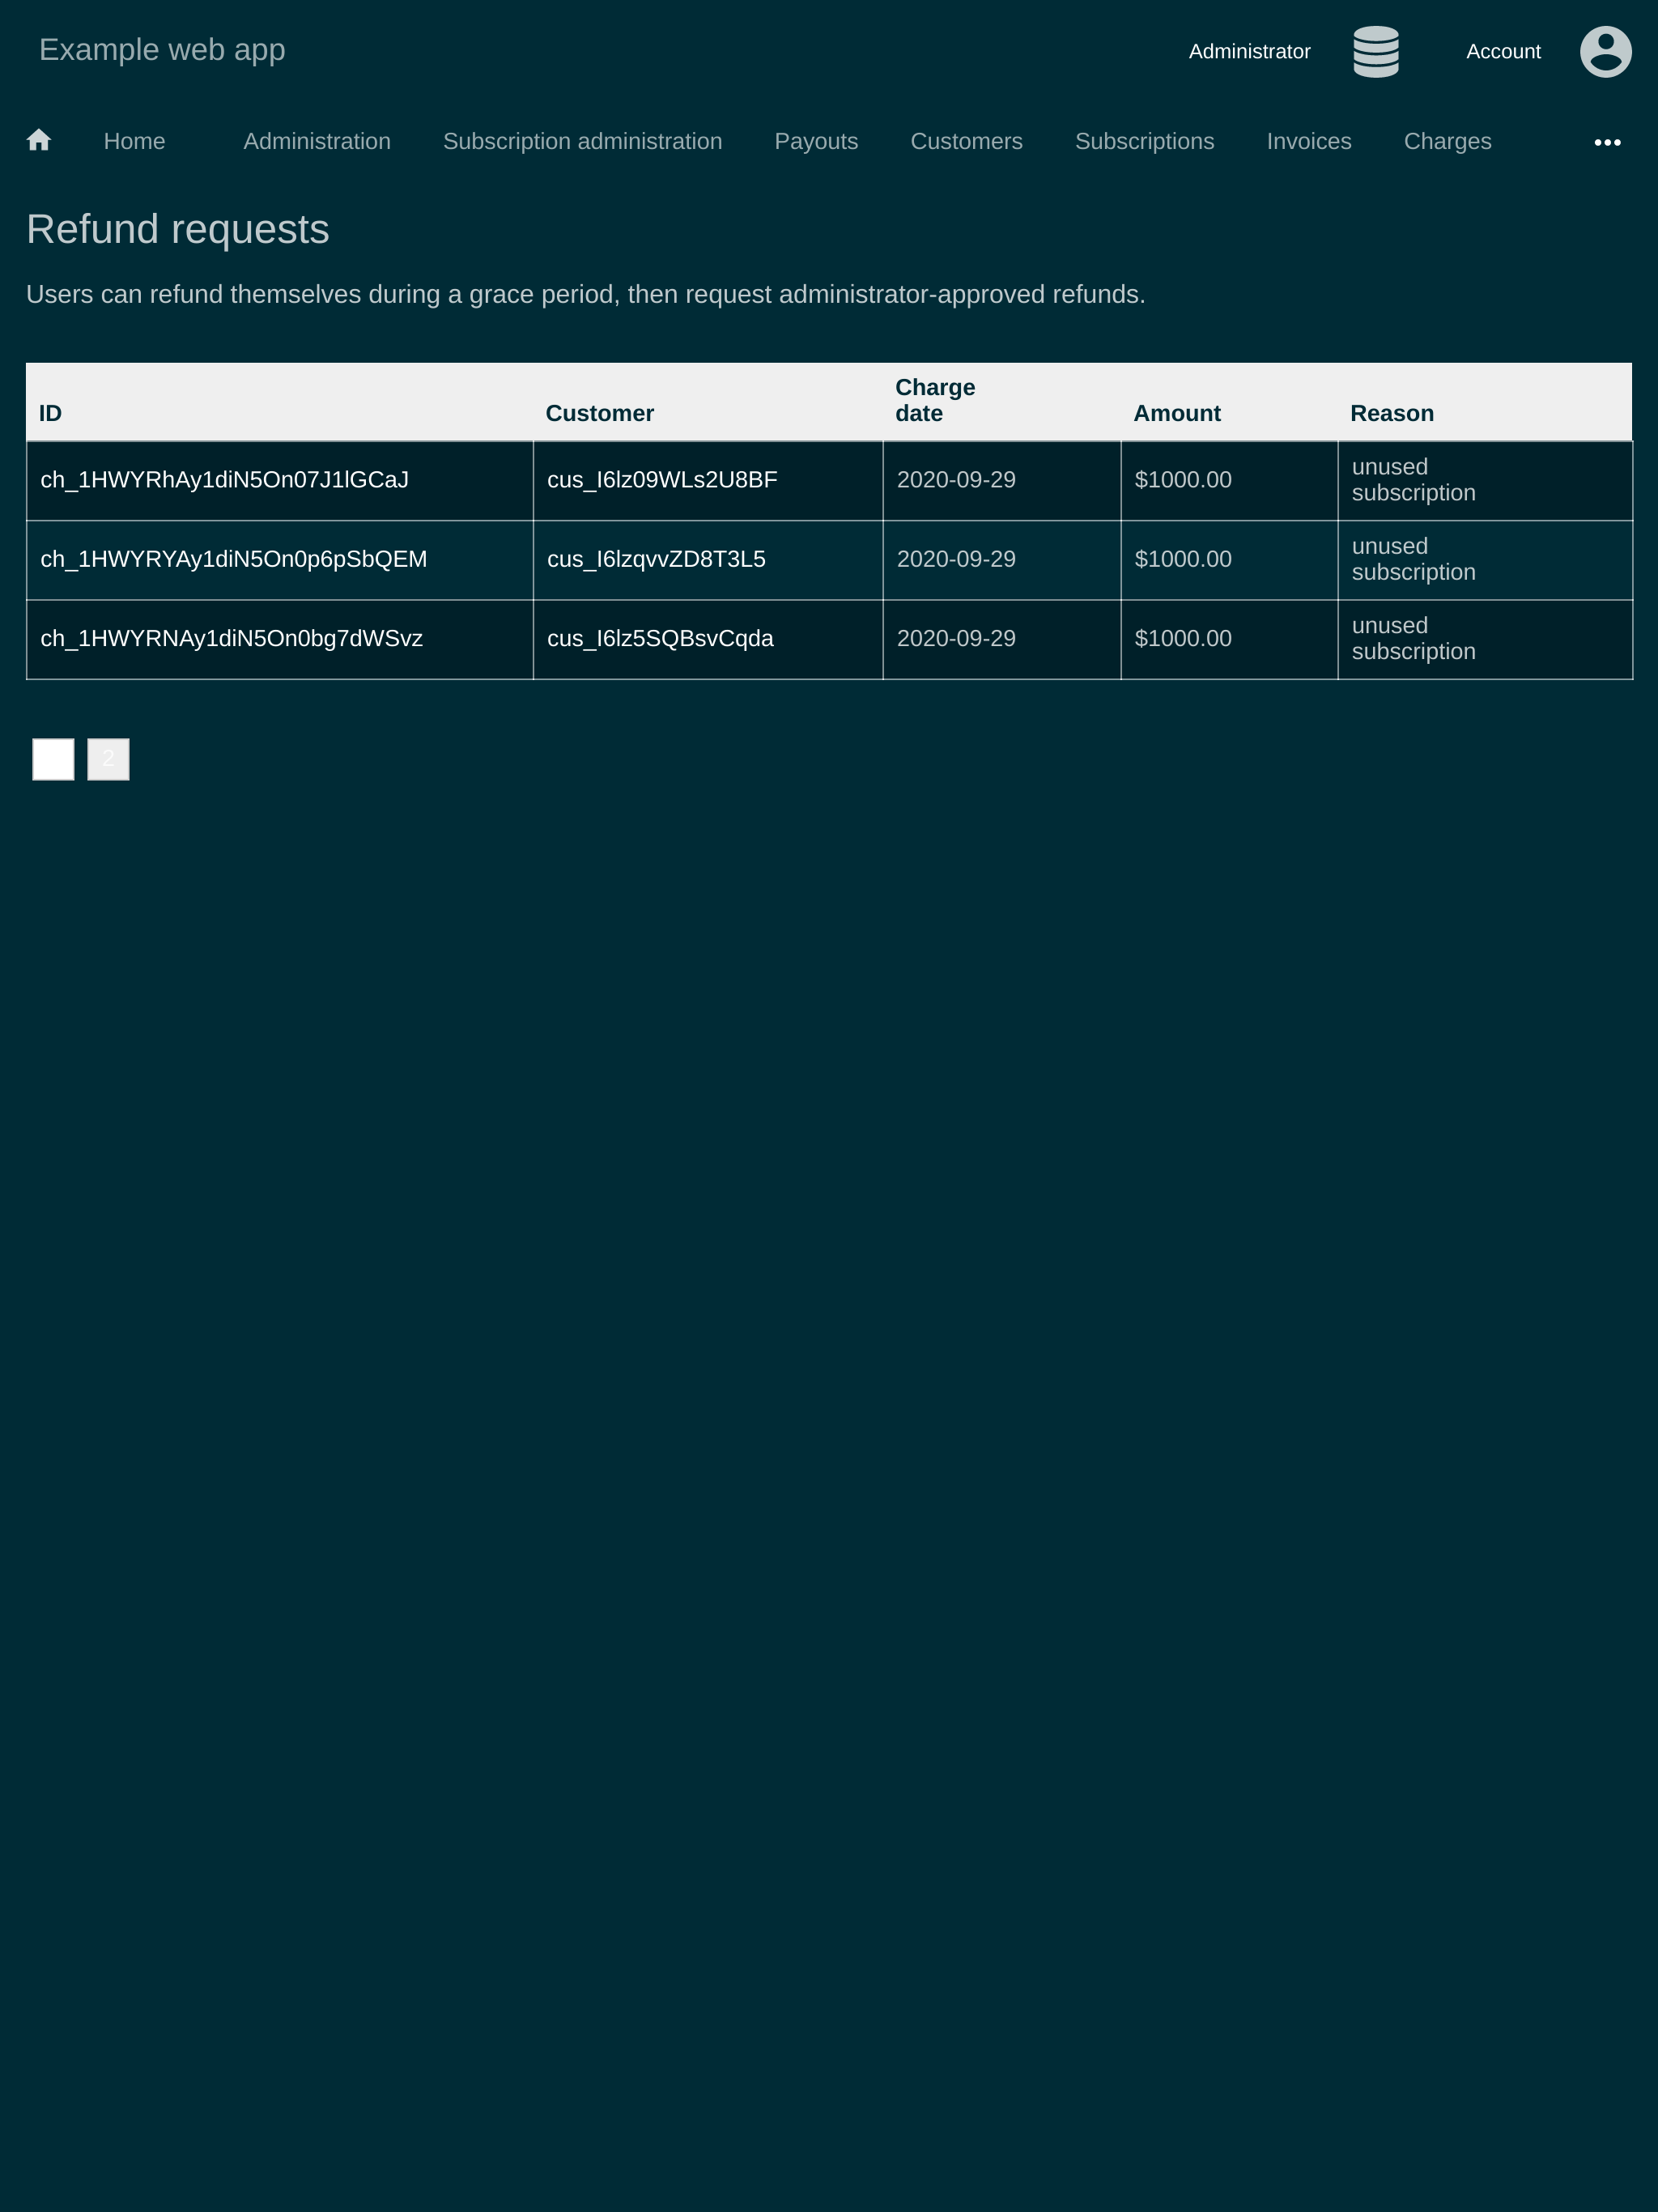 Example web app
Administrator
Account
Home Administration Subscription administration Payouts Customers Subscriptions Invoices Charges
Refund requests
Users can refund themselves during a grace period, then request administrator-approved refunds.
ID Customer Charge date Amount Reason
ch_1HWYRhAy1diN5On07J1lGCaJ cus_I6lz09WLs2U8BF 2020-09-29 $1000.00 unused subscription
ch_1HWYRYAy1diN5On0p6pSbQEM cus_I6lzqvvZD8T3L5 2020-09-29 $1000.00 unused subscription
ch_1HWYRNAy1diN5On0bg7dWSvz cus_I6lz5SQBsvCqda 2020-09-29 $1000.00 unused subscription
2